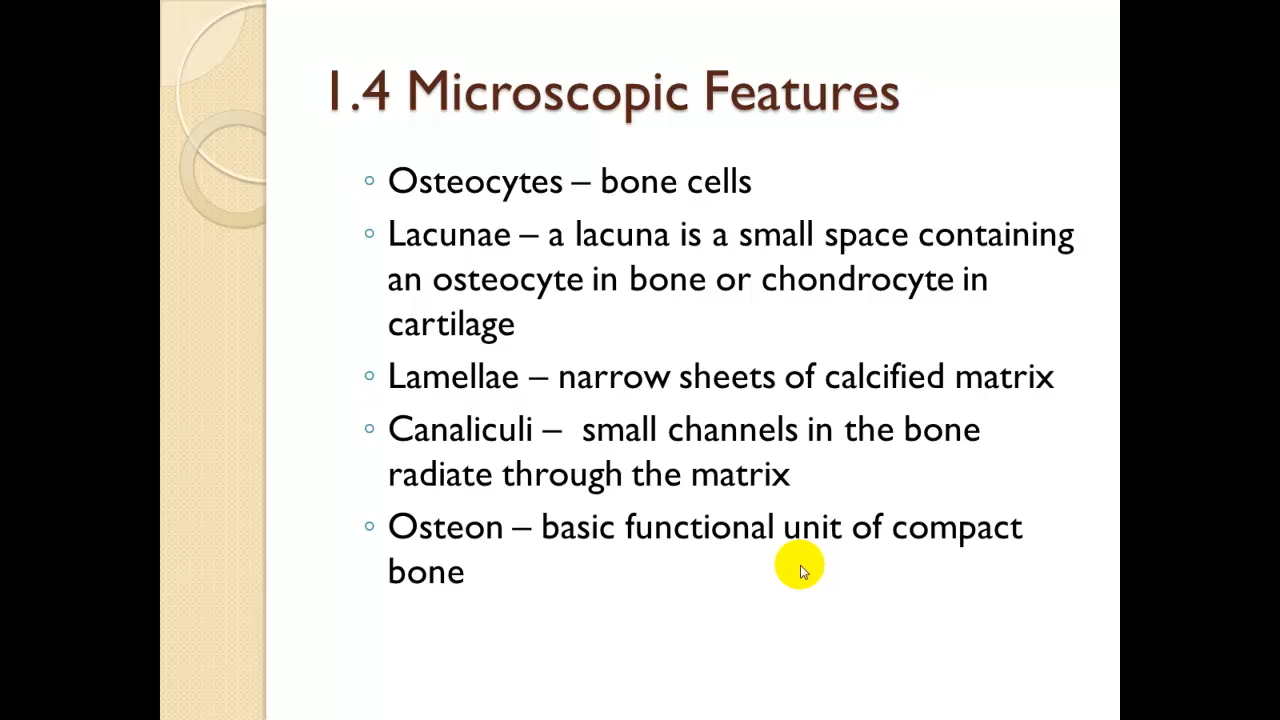 1.4 Microscopic Features
◦ Osteocytes – bone cells
◦ Lacunae – a lacuna is a small space containing
an osteocyte in bone or chondrocyte in
cartilage
◦ Lamellae – narrow sheets of calcified matrix
◦ Canaliculi –  small channels in the bone
radiate through the matrix
◦ Osteon – basic functional unit of compact
bone